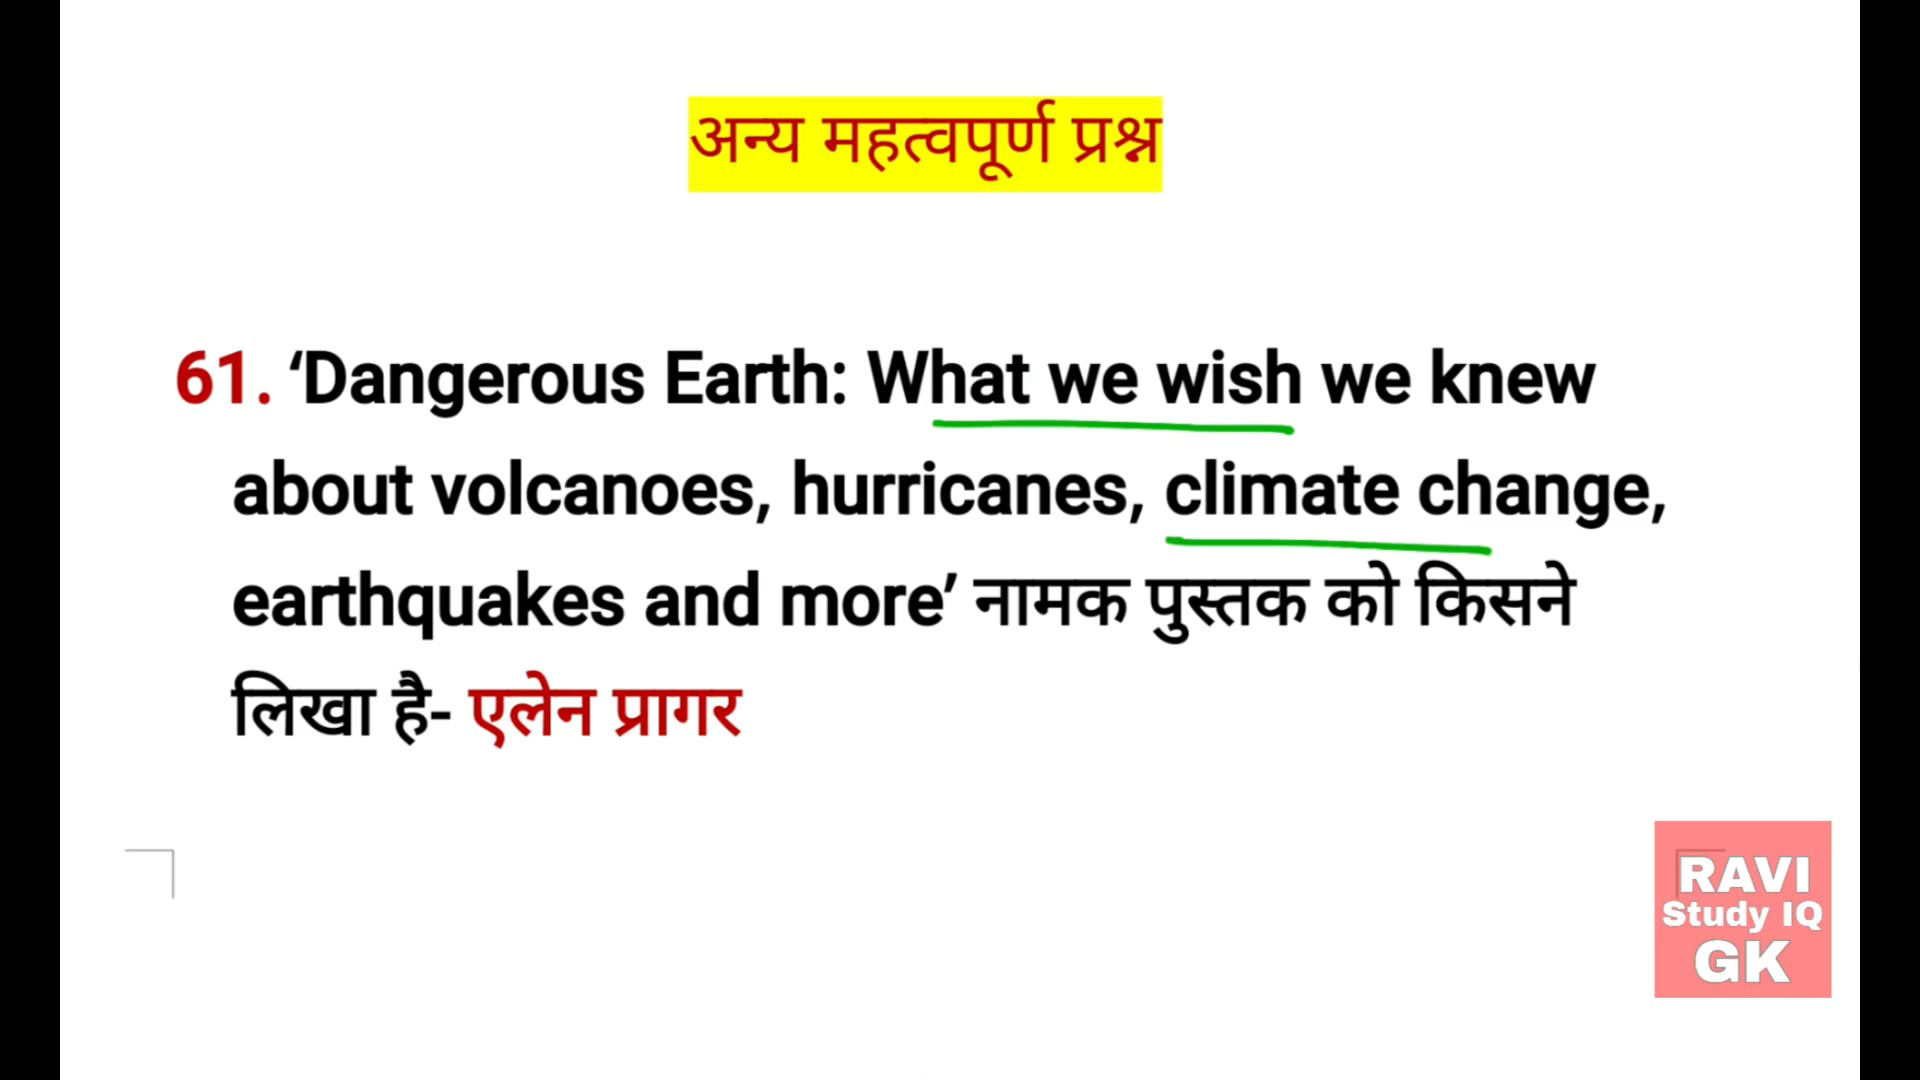 अन्य महत्वपूर्ण प्रश्न
61. ‘Dangerous Earth: What we wish we knew
about volcanoes, hurricanes, climate change,
earthquakes and more’ नामक पुस्तक को किसने
लिखा है- एलेन प्रागर
RAVI
Study IQ
GK